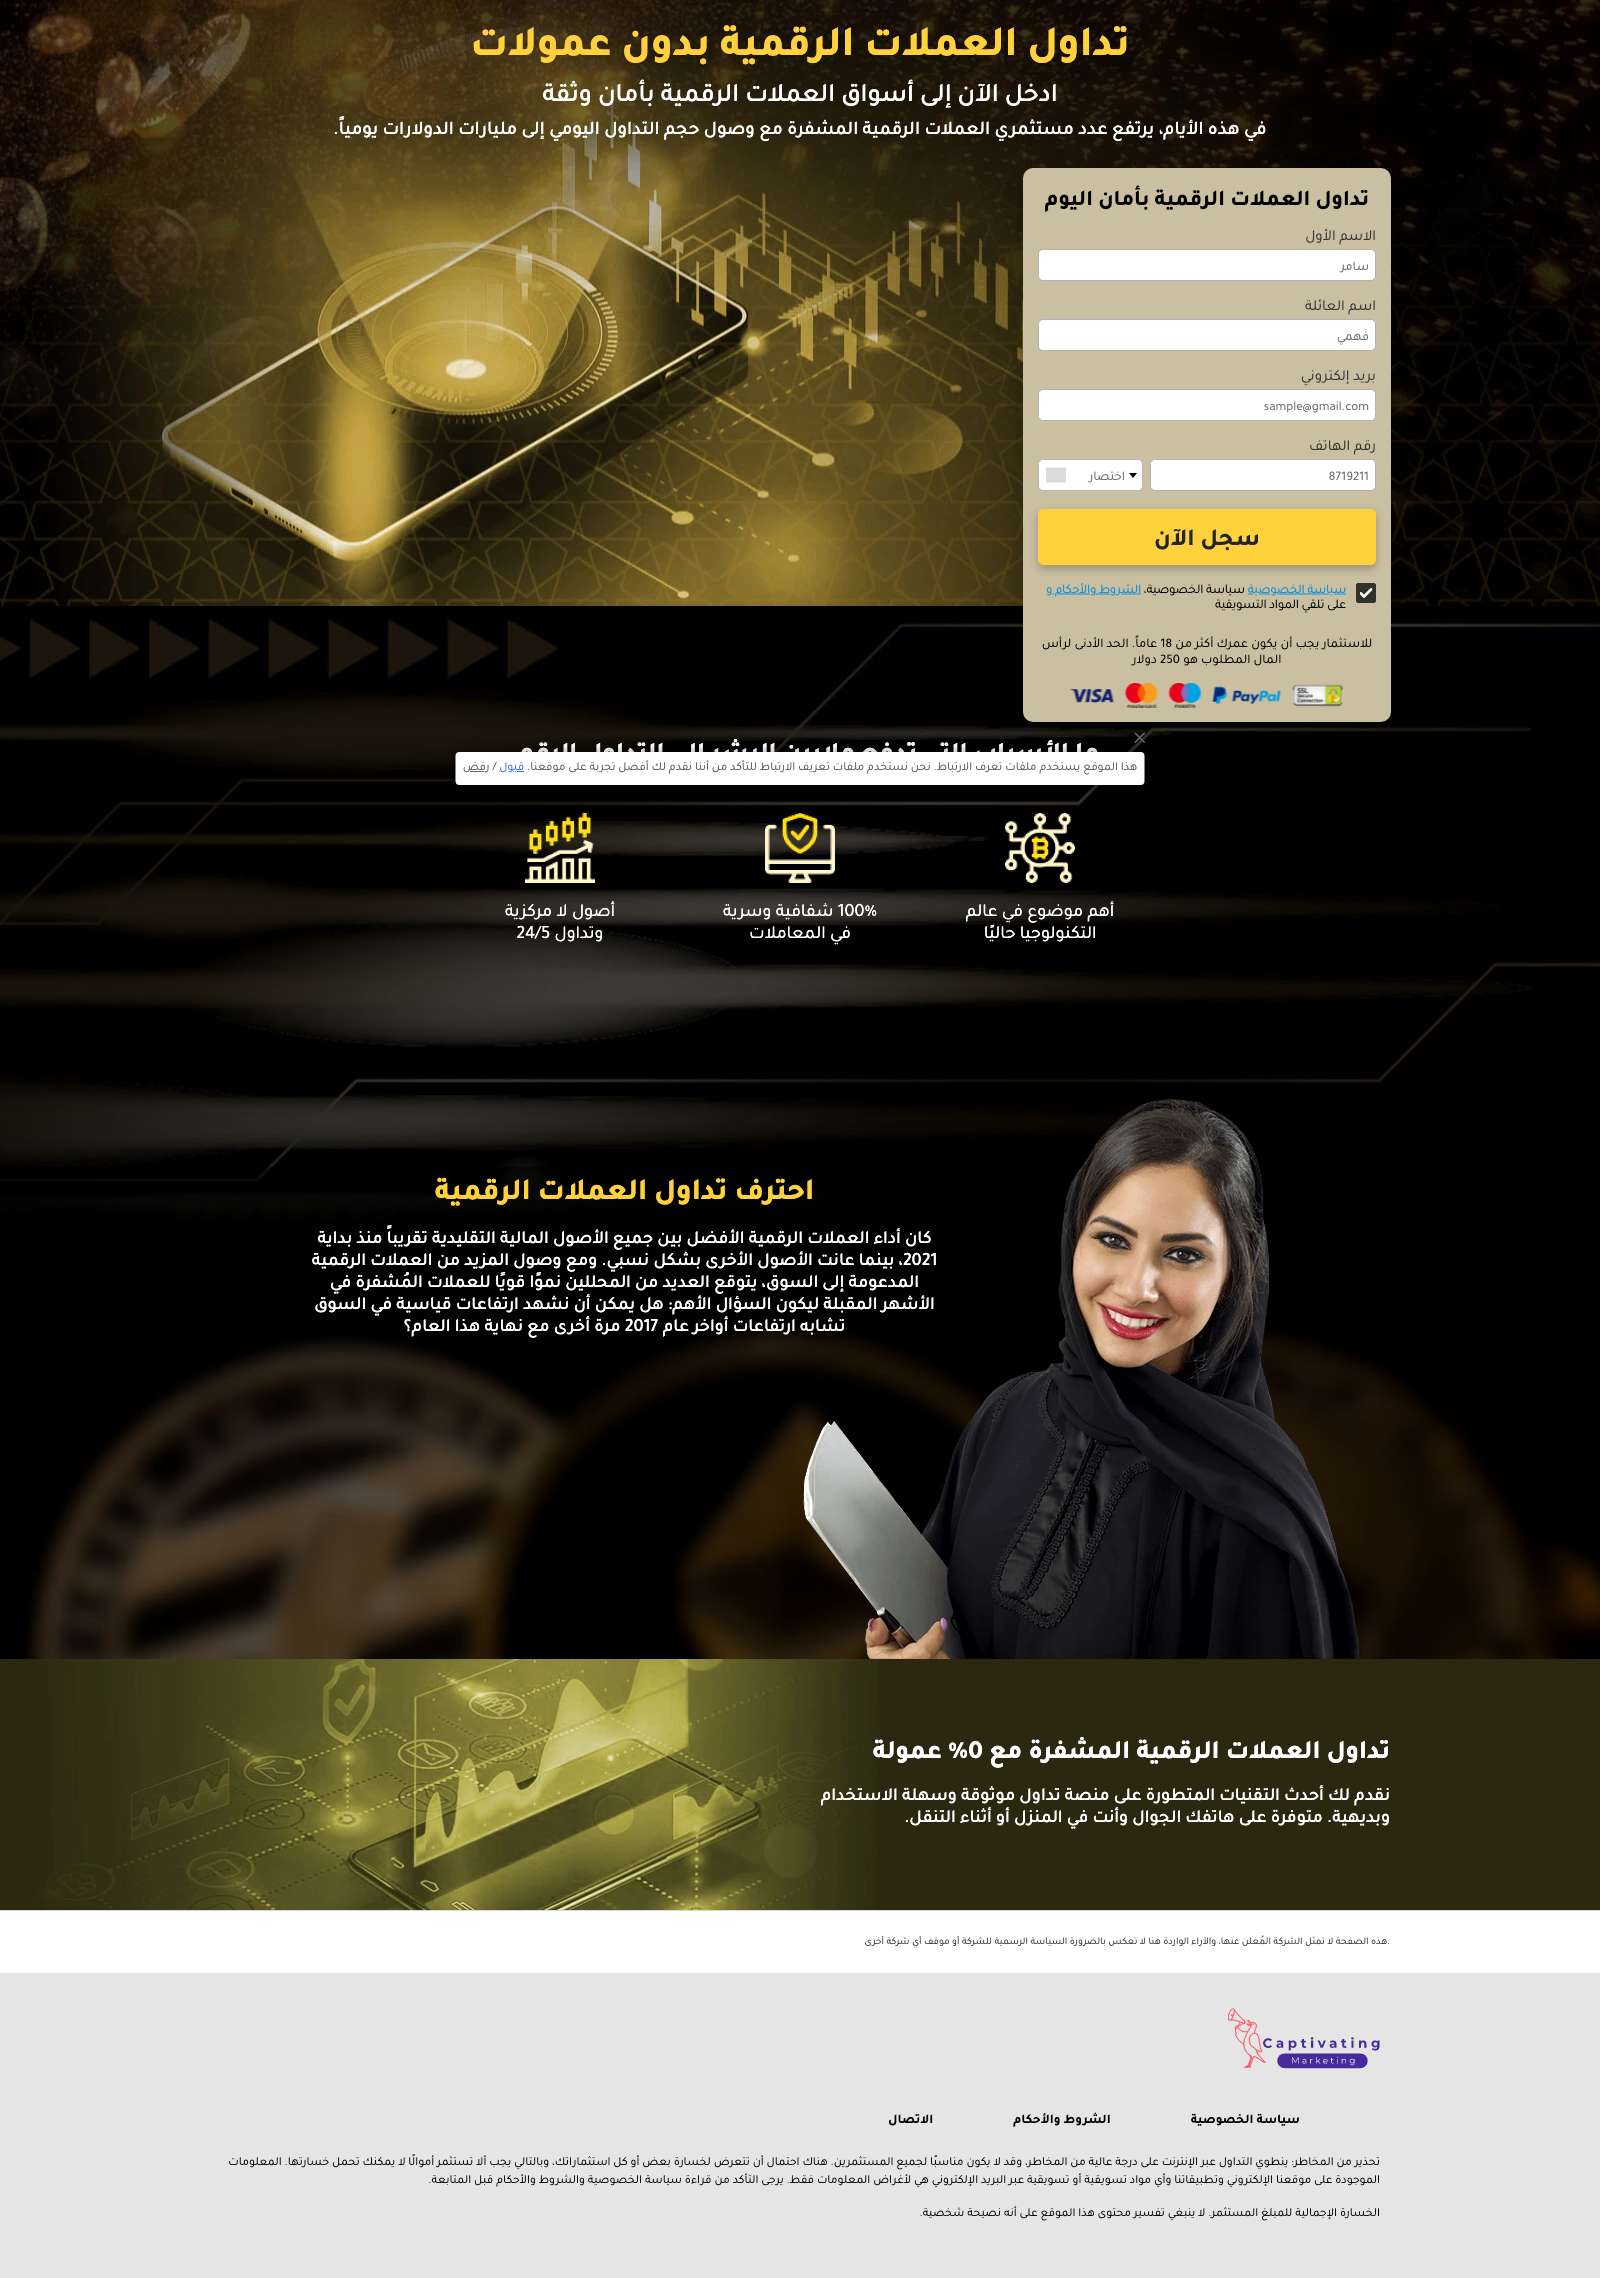 تداول العملات الرقمية بدون عمولات
ادخل الآن إلى أسواق العملات الرقمية بأمان وثقة
في هذه الأيام، يرتفع عدد مستثمري العملات الرقمية المشفرة مع وصول حجم التداول اليومي إلى مليارات الدولارات يومياً.
تداول العملات الرقمية بأمان اليوم
الاسم الأول
سامر
اسم العائلة
فهمي
بريد إلكتروني
sample@gmail.com
رقم الهاتف
8719211
اختصار
سجل الآن
سياسة الخصوصية سياسة الخصوصية، الشروط والأحكام و
على تلقي المواد التسويقية
للاستثمار يجب أن يكون عمرك أكثر من 18 عاماً. الحد الأدنى لرأس
المال المطلوب هو 250 دولار
VISA mastercard maestro PayPal SSL Secure Connection
ما الأسباب التي تدفع ملايين البشر إلى التداول
هذا الموقع يستخدم ملفات تعرف الارتباط. نحن نستخدم ملفات تعريف الارتباط للتأكد من أننا نقدم لك أفضل تجربة على موقعنا. قبول / رفض
أهم موضوع في عالم
التكنولوجيا حاليًا
100% شفافية وسرية
في المعاملات
أصول لا مركزية
وتداول 24/5
احترف تداول العملات الرقمية
كان أداء العملات الرقمية الأفضل بين جميع الأصول المالية التقليدية تقريباً منذ بداية
2021، بينما عانت الأصول الأخرى بشكل نسبي. ومع وصول المزيد من العملات الرقمية
المدعومة إلى السوق، يتوقع العديد من المحللين نموًا قويًا للعملات المُشفرة في
الأشهر المقبلة ليكون السؤال الأهم: هل يمكن أن نشهد ارتفاعات قياسية في السوق
تشابه ارتفاعات أواخر عام 2017 مرة أخرى مع نهاية هذا العام؟
تداول العملات الرقمية المشفرة مع 0% عمولة
نقدم لك أحدث التقنيات المتطورة على منصة تداول موثوقة وسهلة الاستخدام
وبديهية. متوفرة على هاتفك الجوال وأنت في المنزل أو أثناء التنقل.
.هذه الصفحة لا تمثل الشركة المُعلن عنها، والآراء الواردة هنا لا تعكس بالضرورة السياسة الرسمية للشركة أو موقف أي شركة أخرى
Captivating
Marketing
سياسة الخصوصية
الشروط والأحكام
الاتصال
تحذير من المخاطر: ينطوي التداول عبر الإنترنت على درجة عالية من المخاطر، وقد لا يكون مناسبًا لجميع المستثمرين. هناك احتمال أن تتعرض لخسارة بعض أو كل استثماراتك، وبالتالي يجب ألا تستثمر أموالًا لا يمكنك تحمل خسارتها. المعلومات
الموجودة على موقعنا الإلكتروني وتطبيقاتنا وأي مواد تسويقية أو تسويقية عبر البريد الإلكتروني هي لأغراض المعلومات فقط. يرجى التأكد من قراءة سياسة الخصوصية والشروط والأحكام قبل المتابعة.
الخسارة الإجمالية للمبلغ المستثمر. لا ينبغي تفسير محتوى هذا الموقع على أنه نصيحة شخصية.